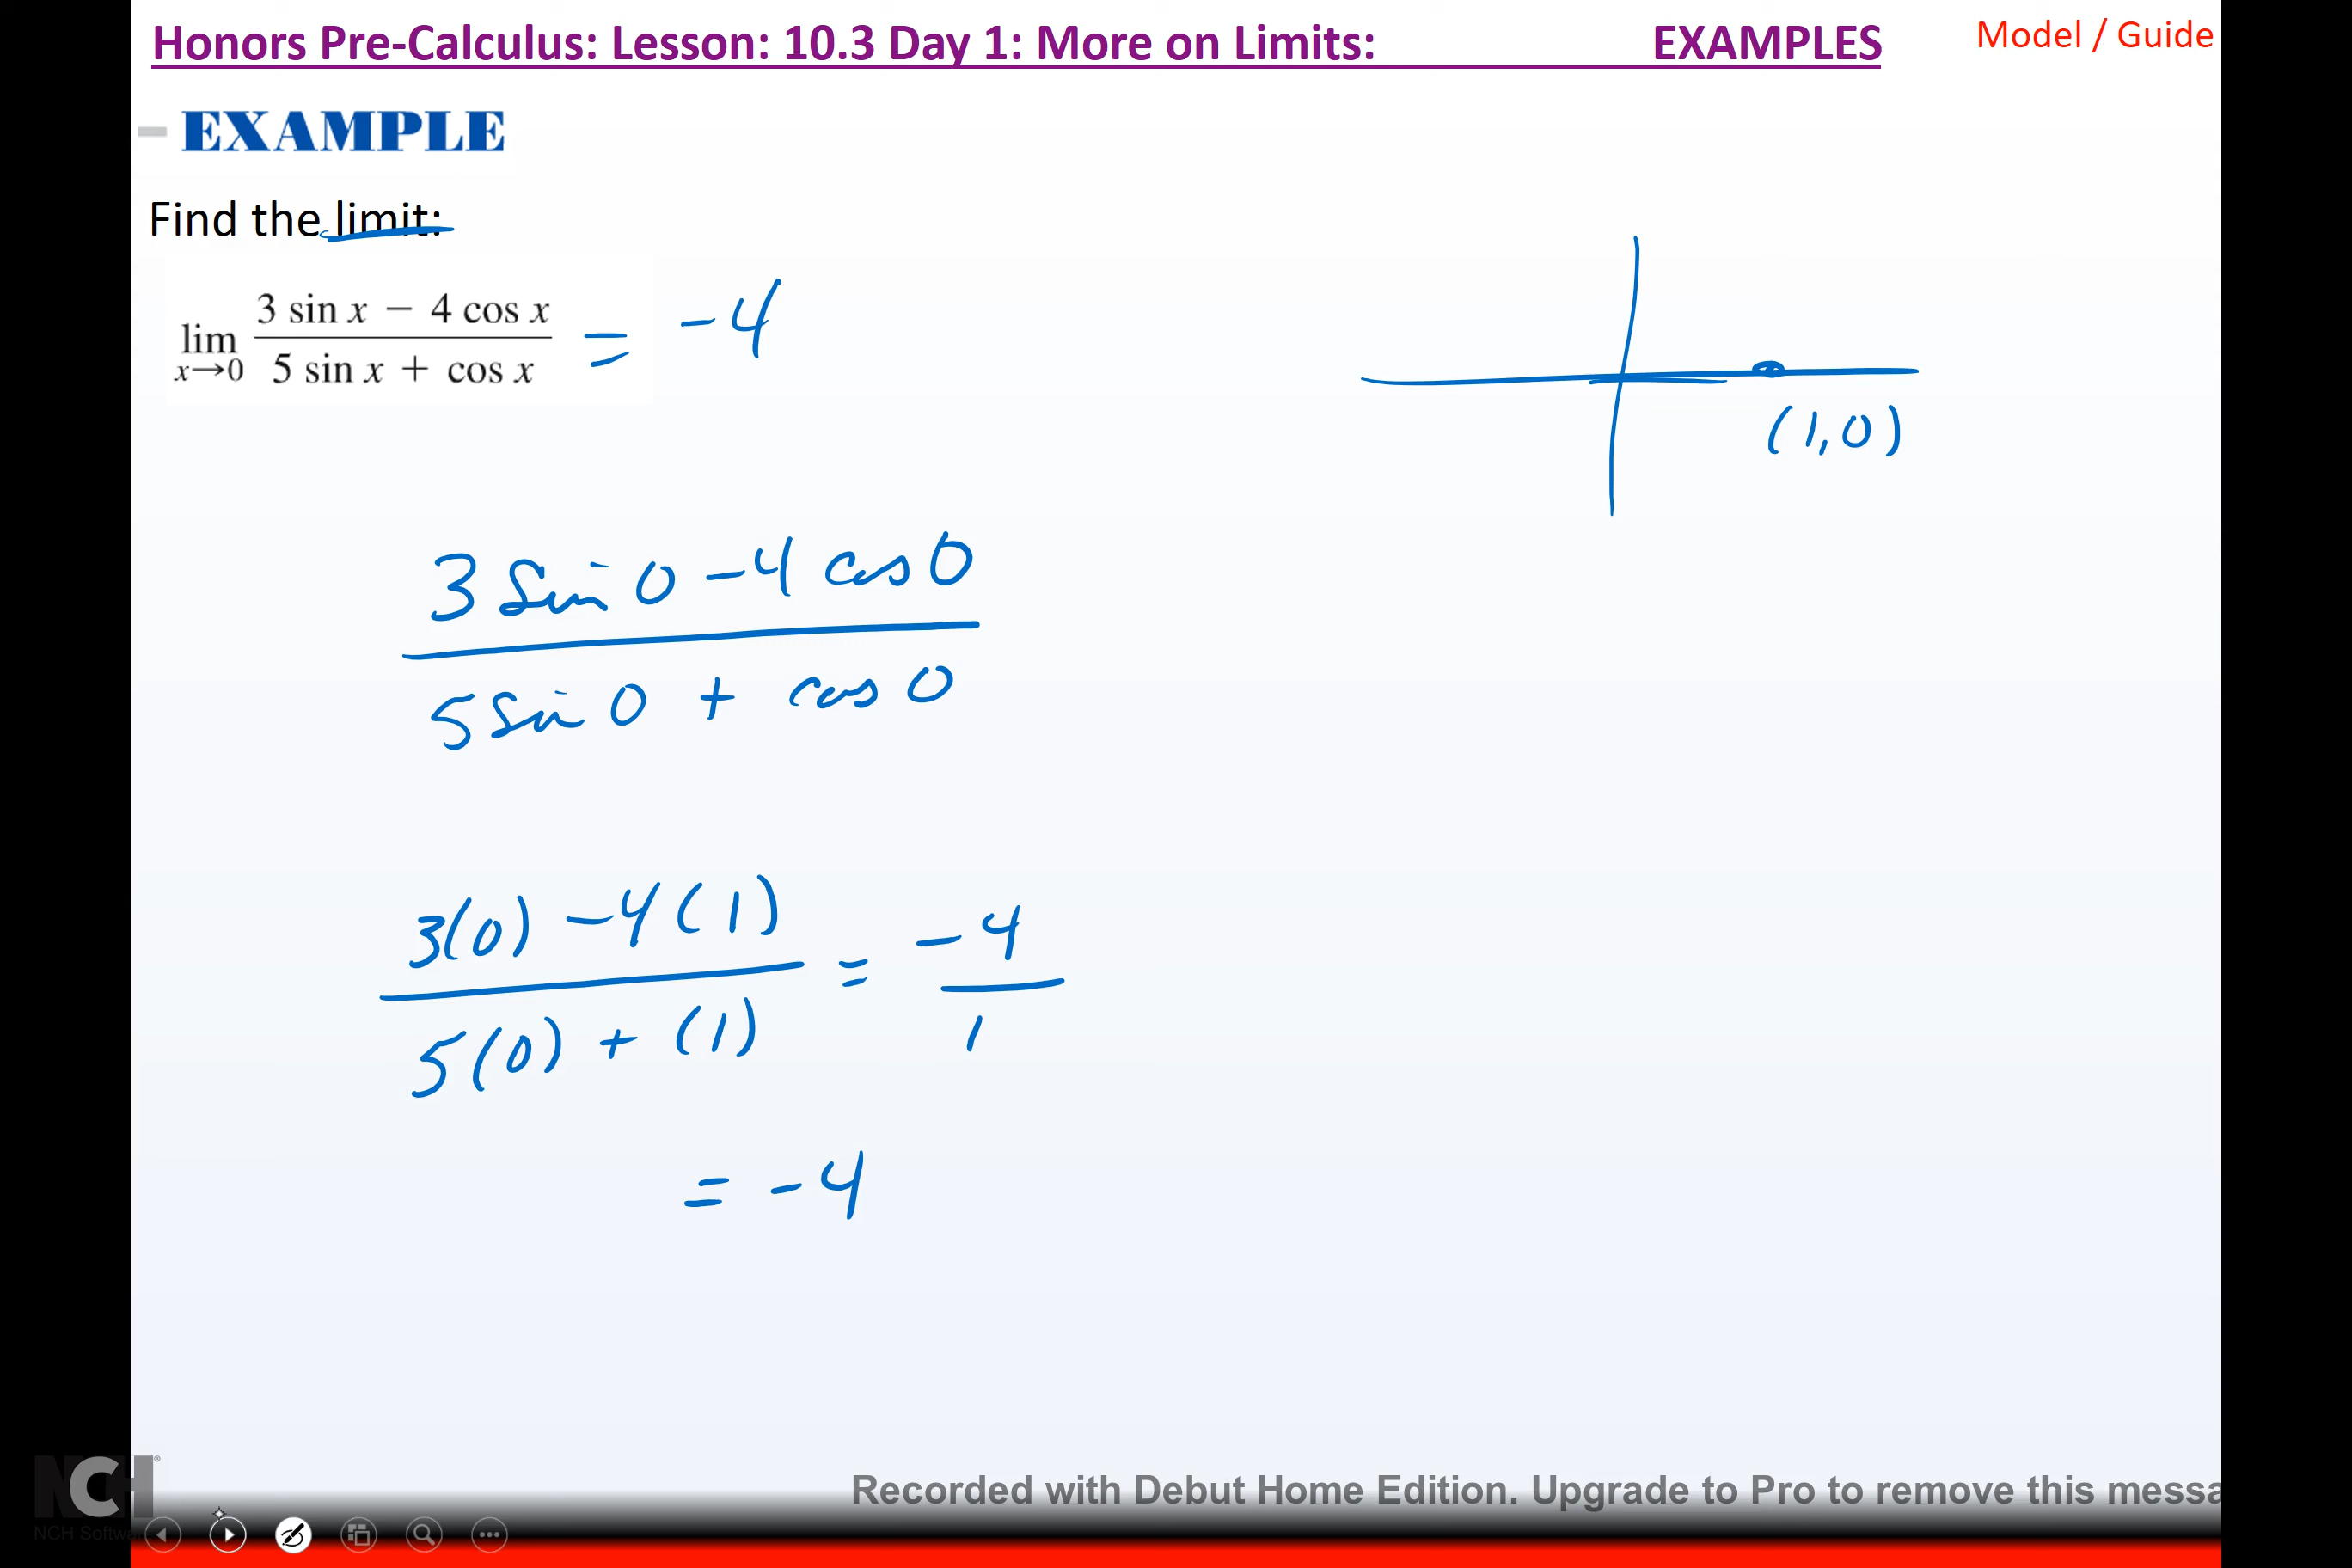 Honors Pre-Calculus: Lesson: 10.3 Day 1: More on Limits: EXAMPLES Model / Guide
EXAMPLE
Find the limit:
lim x→0 (3 sin x − 4 cos x)/(5 sin x + cos x) = -4
(1,0)
3 sin 0 - 4 cos 0
5 sin 0 + cos 0
3(0) - 4(1) = -4
5(0) + (1) 1
= -4
NCH®
Recorded with Debut Home Edition. Upgrade to Pro to remove this messa
NCH Softwa